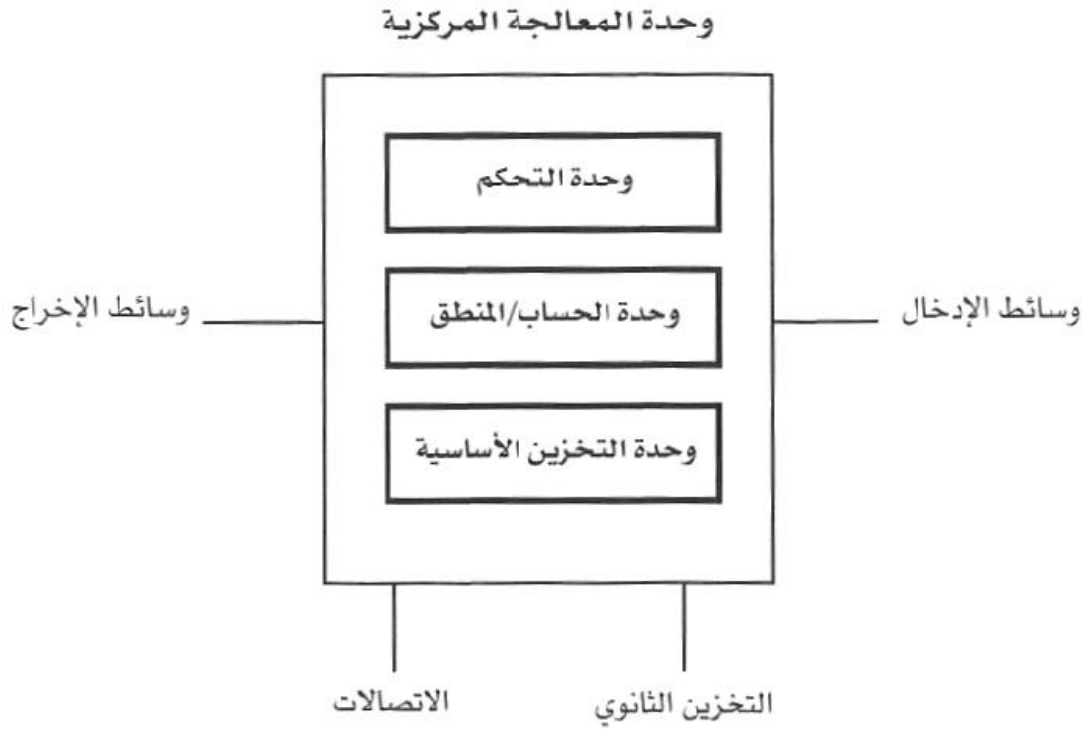 وحدة المعالجة المركزية
وحدة التحكم
وسائط الإدخال
وحدة الحساب/المنطق
وسائط الإخراج
وحدة التخزين الأساسية
التخزين الثانوي
الاتصالات